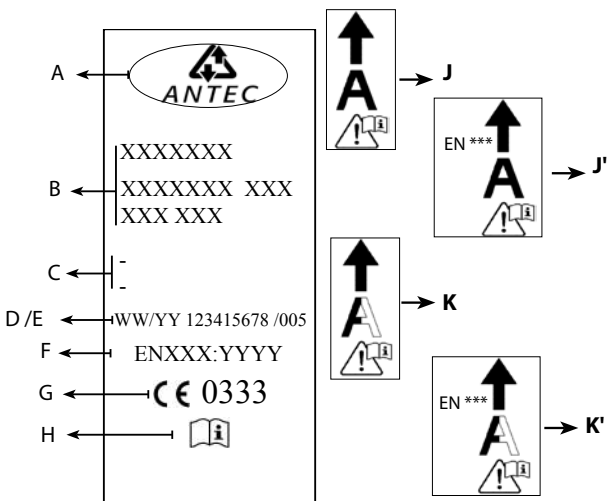 A
ANTEC
B
XXXXXXX
XXXXXXX XXX
XXX XXX
C
-
-
D /E
WW/YY 123415678 /005
F
ENXXX:YYYY
G
CE 0333
H
i
A
i
J
EN ***
A
i
J'
A
i
K
EN ***
A
i
K'